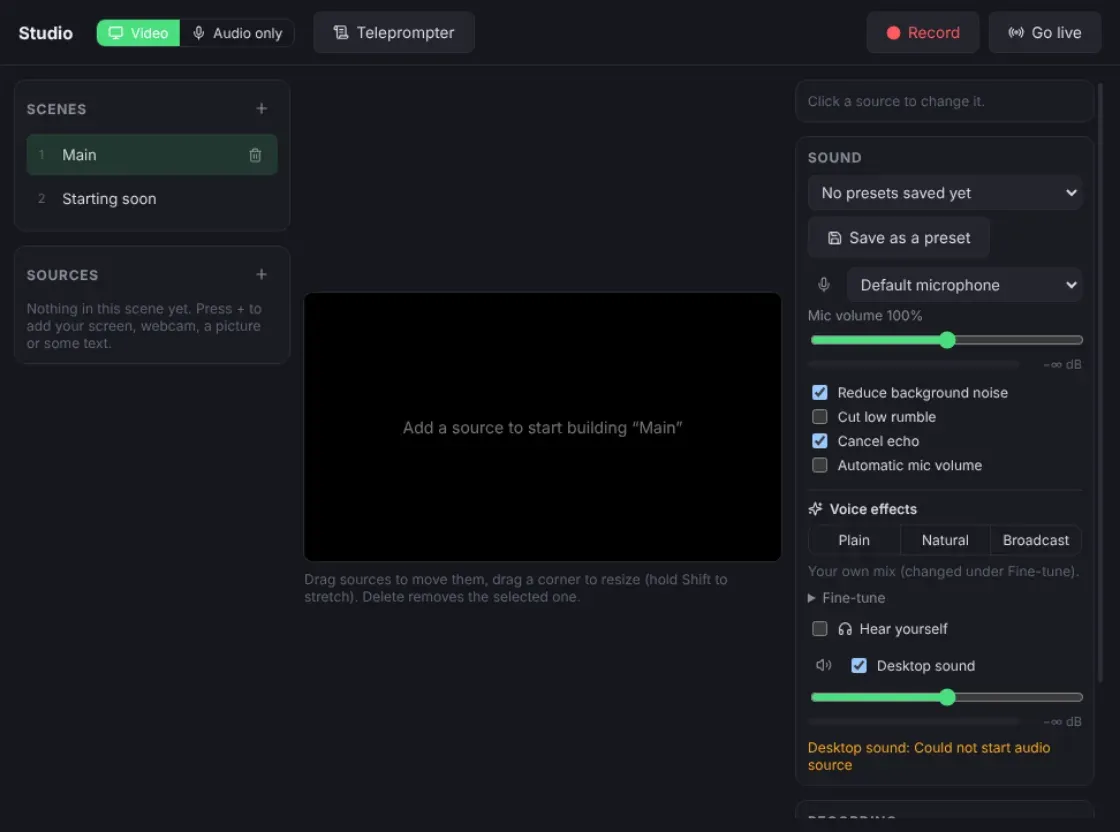 Studio
Video
Audio only
Teleprompter
Record
Go live
SCENES
1 Main
2 Starting soon
SOURCES
Nothing in this scene yet. Press + to
add your screen, webcam, a picture
or some text.
Add a source to start building “Main”
Drag sources to move them, drag a corner to resize (hold Shift to
stretch). Delete removes the selected one.
Click a source to change it.
SOUND
No presets saved yet
Save as a preset
Default microphone
Mic volume 100%
-∞ dB
Reduce background noise
Cut low rumble
Cancel echo
Automatic mic volume
Voice effects
Plain
Natural
Broadcast
Your own mix (changed under Fine-tune).
Fine-tune
Hear yourself
Desktop sound
-∞ dB
Desktop sound: Could not start audio
source
RECORDING